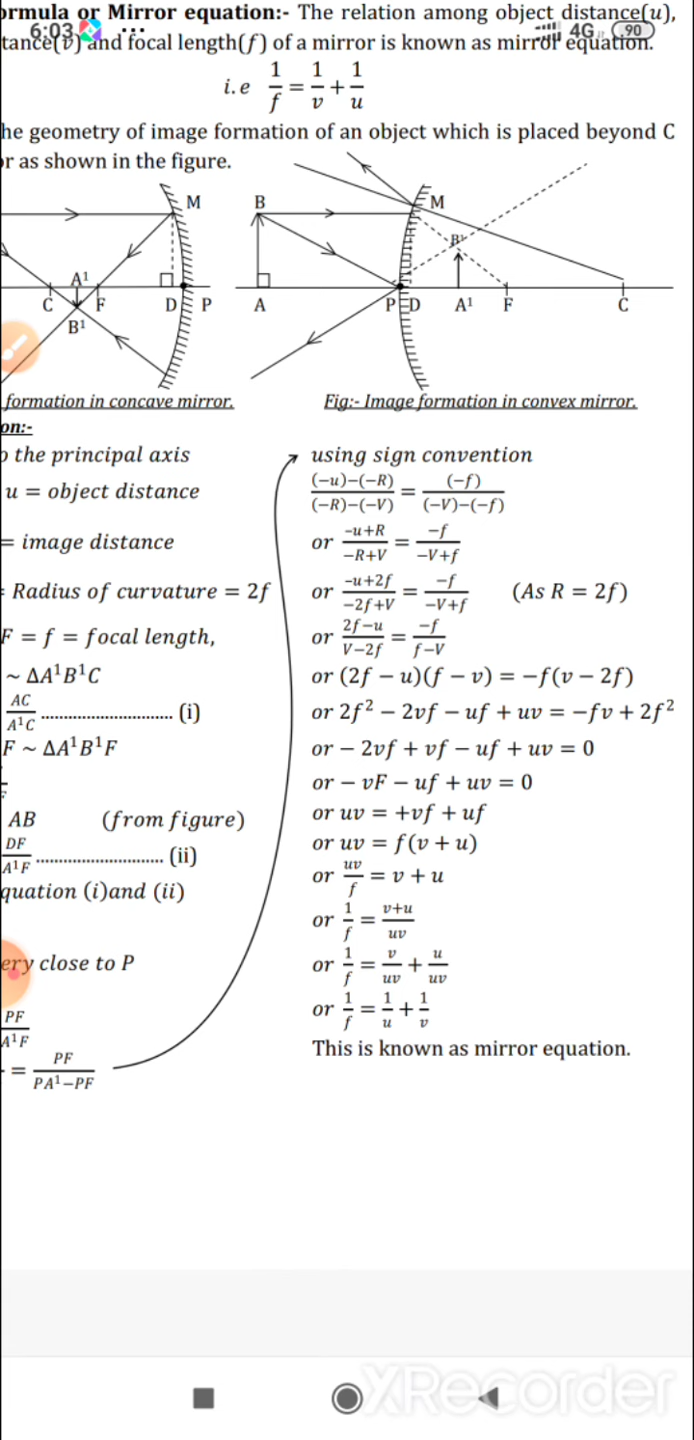 ormula or Mirror equation:- The relation among object distance(u),
6:03 ... 4G 90
tance(v) and focal length(f) of a mirror is known as mirror equation.
i.e 1/f = 1/v + 1/u
he geometry of image formation of an object which is placed beyond C
or as shown in the figure.
M B M
A¹ B¹
C F D P A P D A¹ F C
B¹
formation in concave mirror. Fig:- Image formation in convex mirror.
on:-
o the principal axis
u = object distance
= image distance
= Radius of curvature = 2f
F = f = focal length,
~ ΔA¹B¹C
AC/A¹C ................................ (i)
F ~ ΔA¹B¹F
F
AB (from figure)
DF/A¹F ............................... (ii)
quation (i)and (ii)
ery close to P
PF/A¹F
= PF/PA¹−PF
using sign convention
(−u)−(−R)/(−R)−(−V) = (−f)/(−V)−(−f)
or −u+R/−R+V = −f/−V+f
or −u+2f/−2f+V = −f/−V+f (As R = 2f)
or 2f−u/V−2f = −f/f−V
or (2f − u)(f − v) = −f(v − 2f)
or 2f² − 2vf − uf + uv = −fv + 2f²
or − 2vf + vf − uf + uv = 0
or − vF − uf + uv = 0
or uv = +vf + uf
or uv = f(v + u)
or uv/f = v + u
or 1/f = v+u/uv
or 1/f = v/uv + u/uv
or 1/f = 1/u + 1/v
This is known as mirror equation.
XRecorder